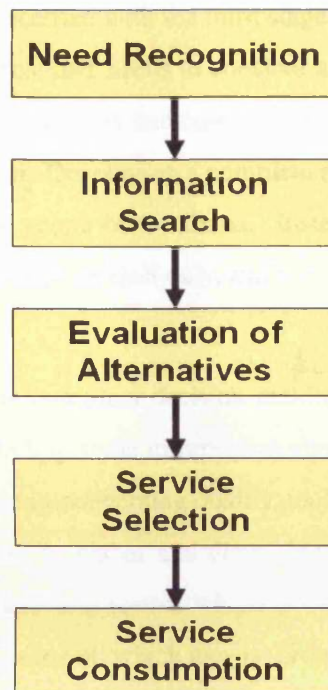 Need Recognition
Information
Search
Evaluation of
Alternatives
Service
Selection
Service
Consumption